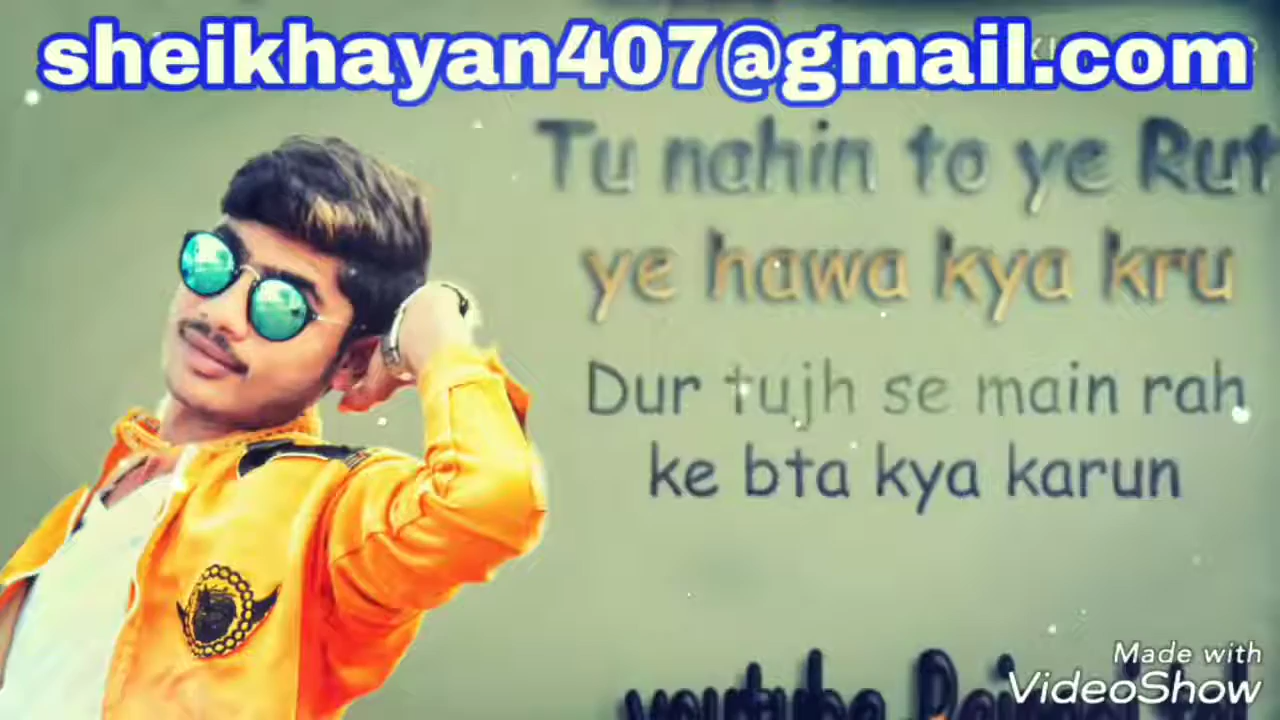 sheikhayan407@gmail.com
Tu nahin to ye Rut
ye hawa kya kru
Dur tujh se main rah
ke bta kya karun
Made with
VideoShow
youtube